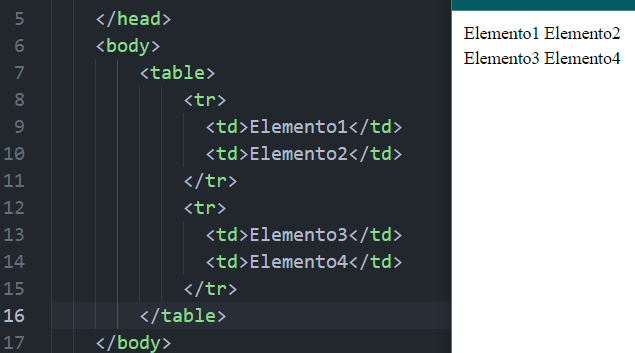 5 </head>
6 <body>
7 <table>
8 <tr>
9 <td>Elemento1</td>
10 <td>Elemento2</td>
11 </tr>
12 <tr>
13 <td>Elemento3</td>
14 <td>Elemento4</td>
15 </tr>
16 </table>
17 </body>
Elemento1 Elemento2
Elemento3 Elemento4